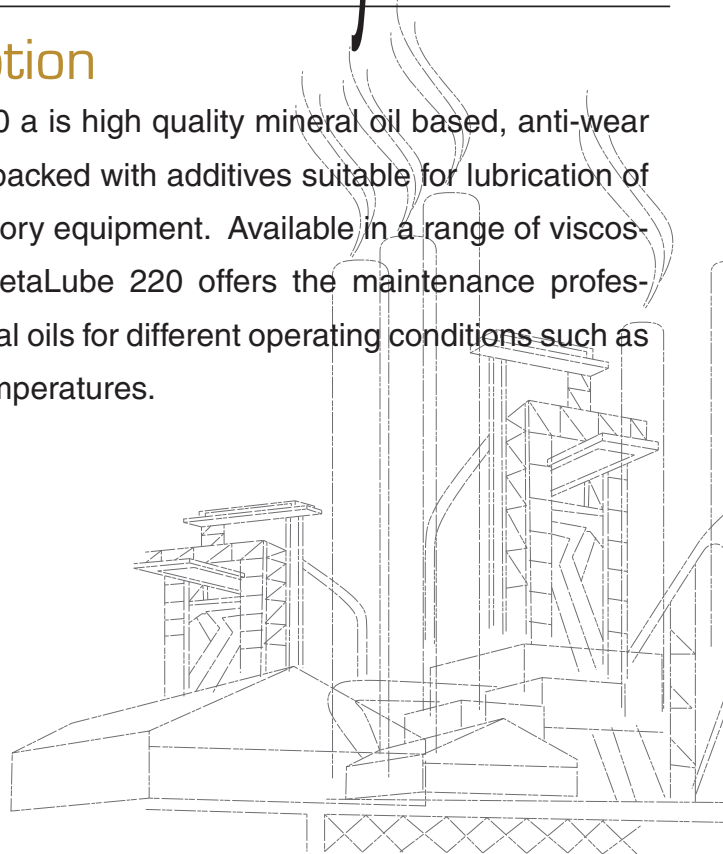 ption
0 a is high quality mineral oil based, anti-wear
packed with additives suitable for lubrication of
ory equipment.  Available in a range of viscos-
etaLube 220 offers the maintenance profes-
al oils for different operating conditions such as
mperatures.